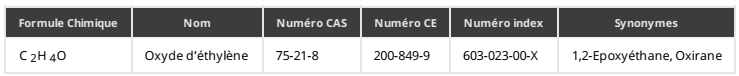 Formule Chimique Nom Numéro CAS Numéro CE Numéro index Synonymes
C 2H 4O Oxyde d’éthylène 75-21-8 200-849-9 603-023-00-X 1,2-Epoxyéthane, Oxirane